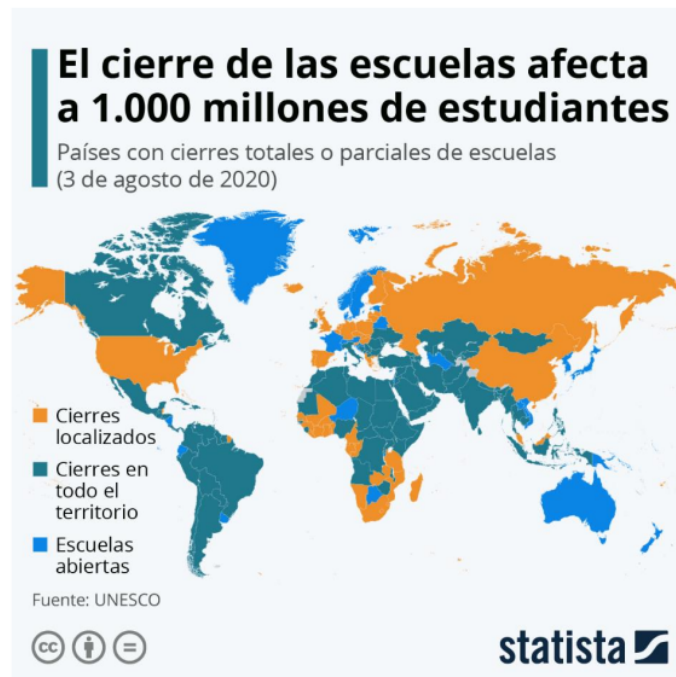 El cierre de las escuelas afecta
a 1.000 millones de estudiantes
Países con cierres totales o parciales de escuelas
(3 de agosto de 2020)
Cierres
localizados
Cierres en
todo el
territorio
Escuelas
abiertas
Fuente: UNESCO
cc
statista